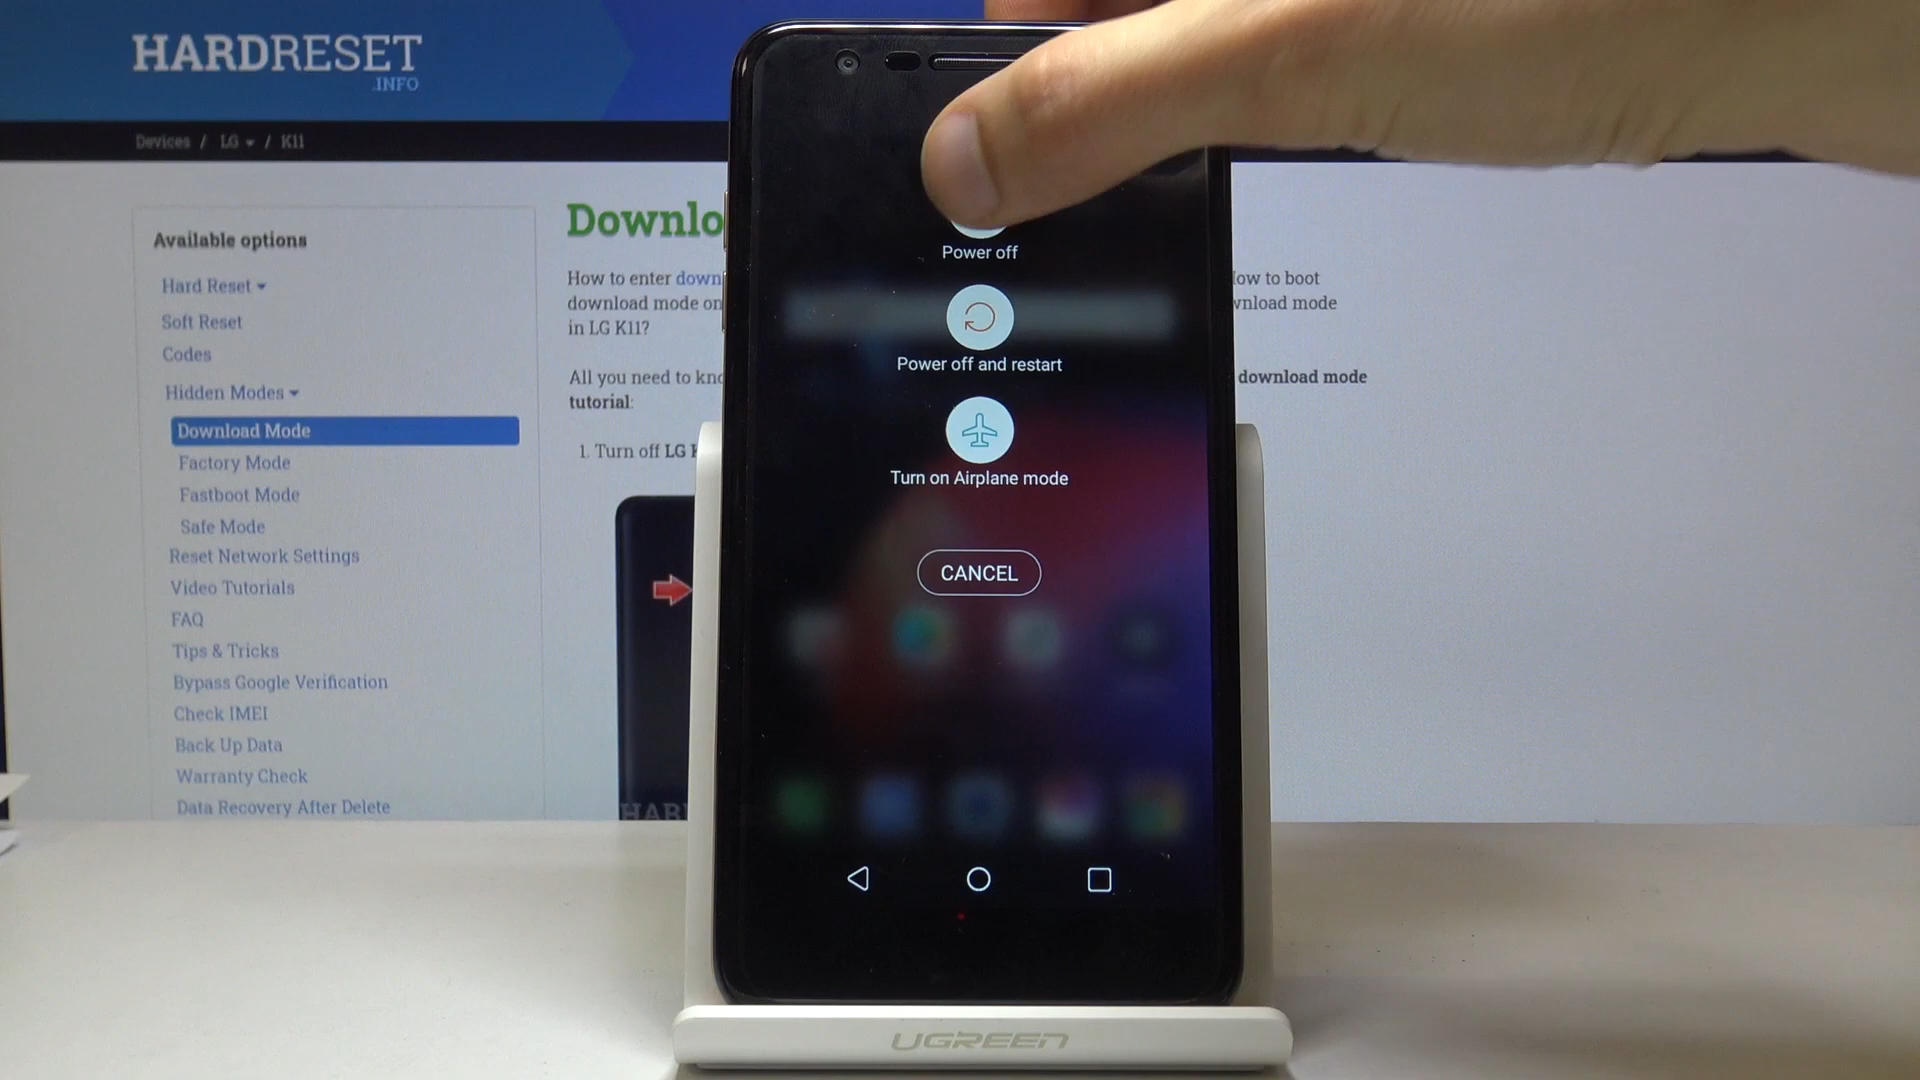 HARDRESET
.INFO
Devices / LG / K11
Available options
Hard Reset
Soft Reset
Codes
Hidden Modes
Download Mode
Factory Mode
Fastboot Mode
Safe Mode
Reset Network Settings
Video Tutorials
FAQ
Tips & Tricks
Bypass Google Verification
Check IMEI
Back Up Data
Warranty Check
Data Recovery After Delete
Downlo
How to enter down
download mode on
in LG K11?
All you need to kno
tutorial:
1. Turn off LG K
HARD
Power off
Power off and restart
Turn on Airplane mode
CANCEL
ow to boot
wnload mode
download mode
UGREEN